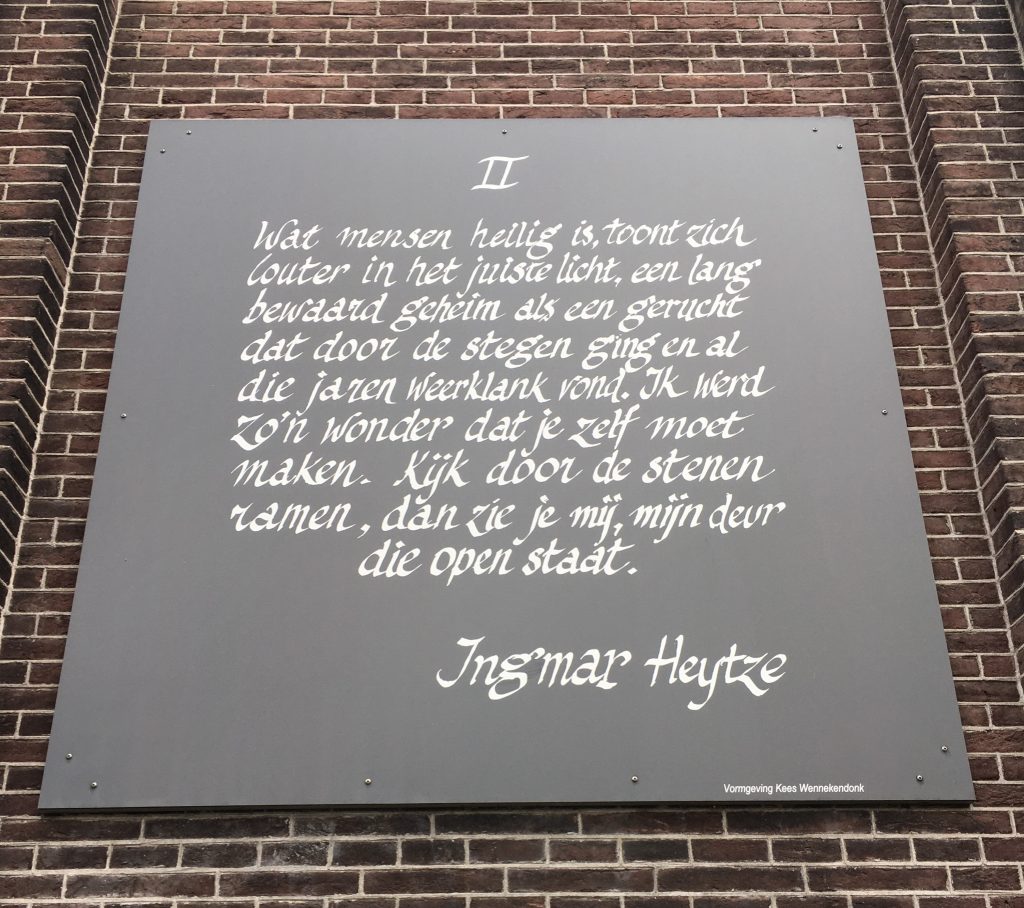 II
Wat mensen heilig is, toont zich
louter in het juiste licht, een lang
bewaard geheim als een gerucht
dat door de stegen ging en al
die jaren weerklank vond. Ik werd
zo'n wonder dat je zelf moet
maken. Kijk door de stenen
ramen, dan zie je mij, mijn deur
die open staat.
Ingmar Heytze
Vormgeving Kees Wennekendonk